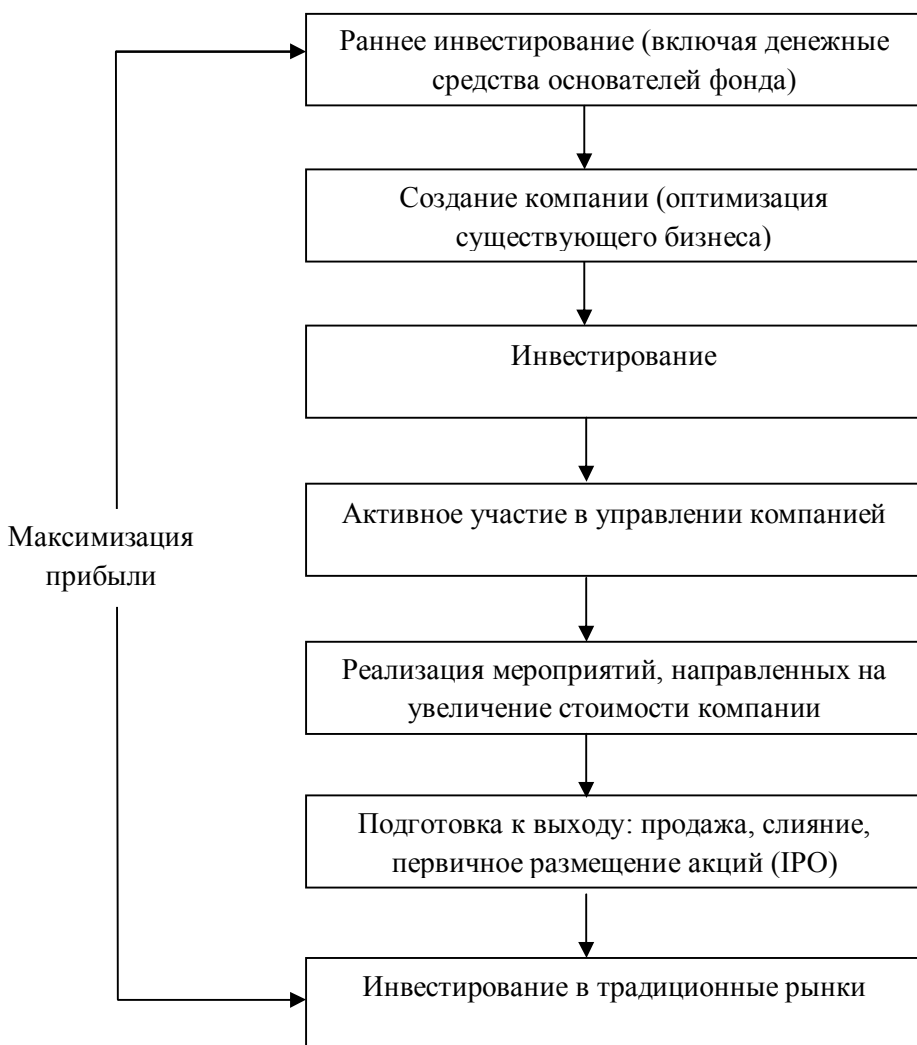 Раннее инвестирование (включая денежные
средства основателей фонда)
Создание компании (оптимизация
существующего бизнеса)
Инвестирование
Активное участие в управлении компанией
Максимизация
прибыли
Реализация мероприятий, направленных на
увеличение стоимости компании
Подготовка к выходу: продажа, слияние,
первичное размещение акций (IPO)
Инвестирование в традиционные рынки